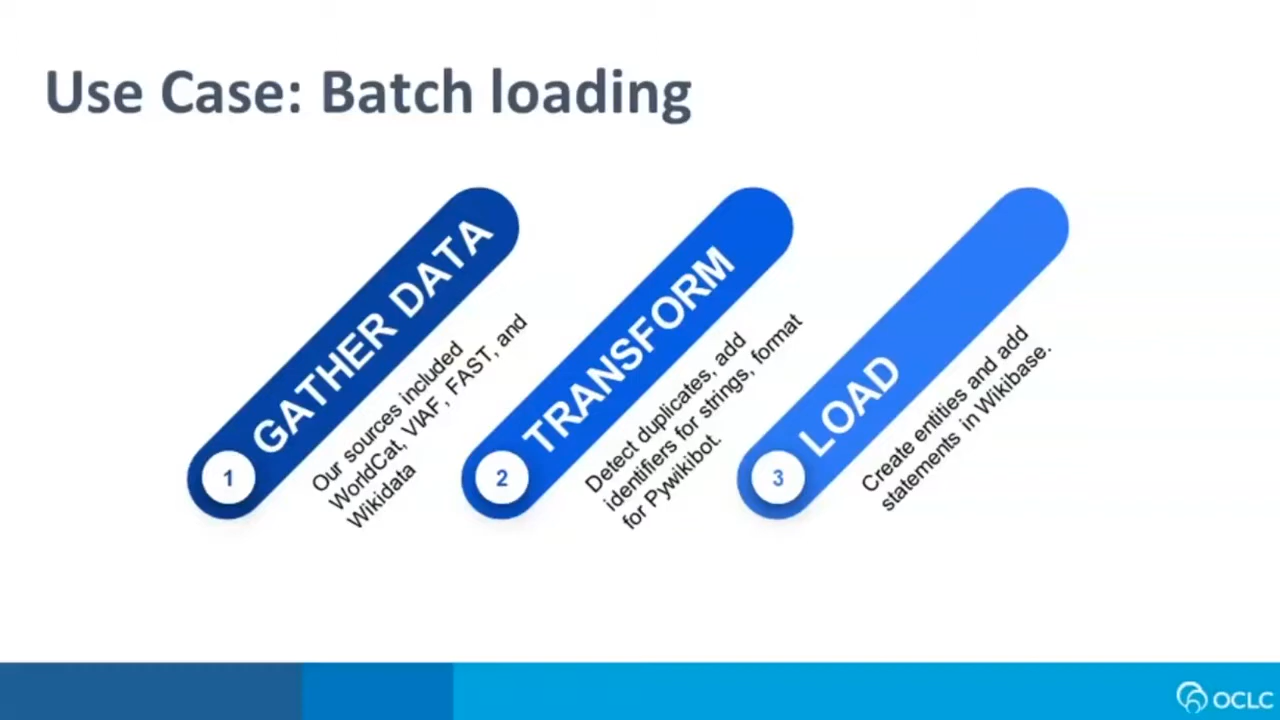 Use Case: Batch loading
1
GATHER DATA
Our sources included
WorldCat, VIAF, FAST, and
Wikidata
2
TRANSFORM
Detect duplicates, add
identifiers for strings, format
for Pywikibot.
3
LOAD
Create entities and add
statements in Wikibase.
OCLC